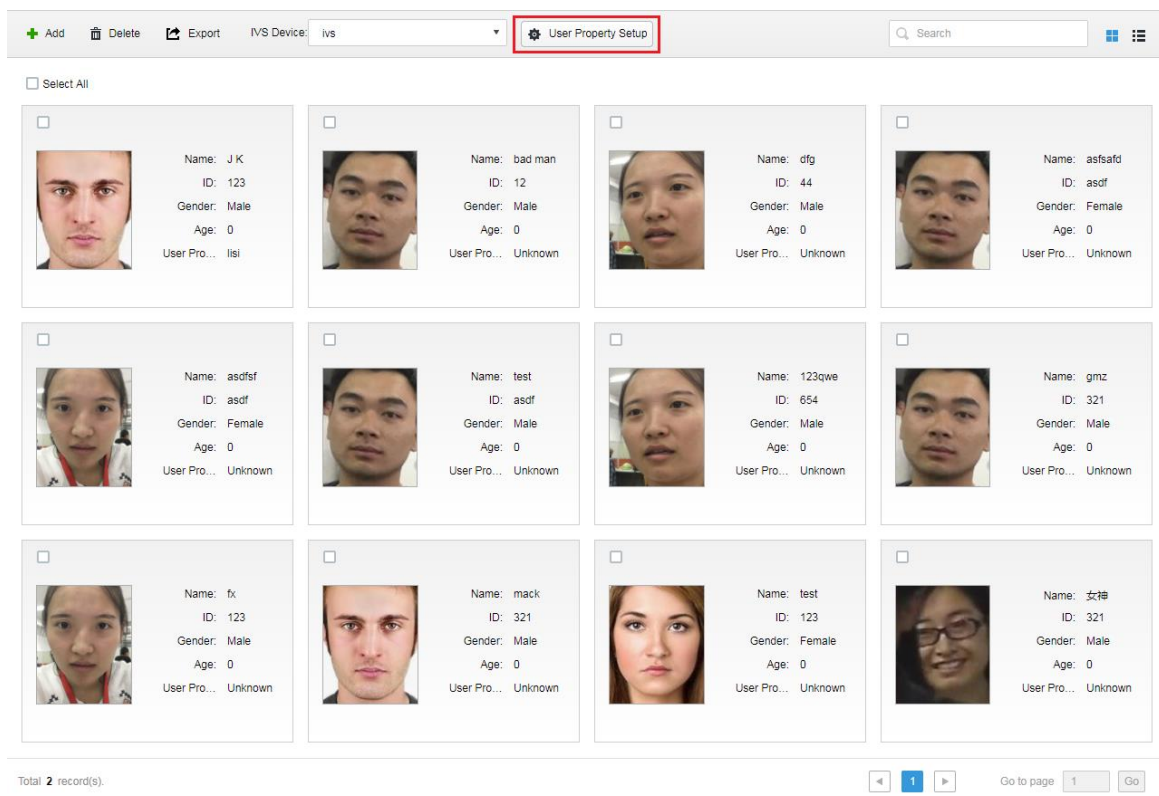 Add Delete Export IVS Device: ivs User Property Setup Search
Select All
Name: J K
ID: 123
Gender: Male
Age: 0
User Pro... lisi
Name: bad man
ID: 12
Gender: Male
Age: 0
User Pro... Unknown
Name: dfg
ID: 44
Gender: Male
Age: 0
User Pro... Unknown
Name: asfsafd
ID: asdf
Gender: Female
Age: 0
User Pro... Unknown
Name: asdfsf
ID: asdf
Gender: Female
Age: 0
User Pro... Unknown
Name: test
ID: asdf
Gender: Male
Age: 0
User Pro... Unknown
Name: 123qwe
ID: 654
Gender: Male
Age: 0
User Pro... Unknown
Name: gmz
ID: 321
Gender: Male
Age: 0
User Pro... Unknown
Name: fx
ID: 123
Gender: Male
Age: 0
User Pro... Unknown
Name: mack
ID: 321
Gender: Male
Age: 0
User Pro... Unknown
Name: test
ID: 123
Gender: Female
Age: 0
User Pro... Unknown
Name: 女神
ID: 321
Gender: Male
Age: 0
User Pro... Unknown
Total 2 record(s). 1 Go to page 1 Go